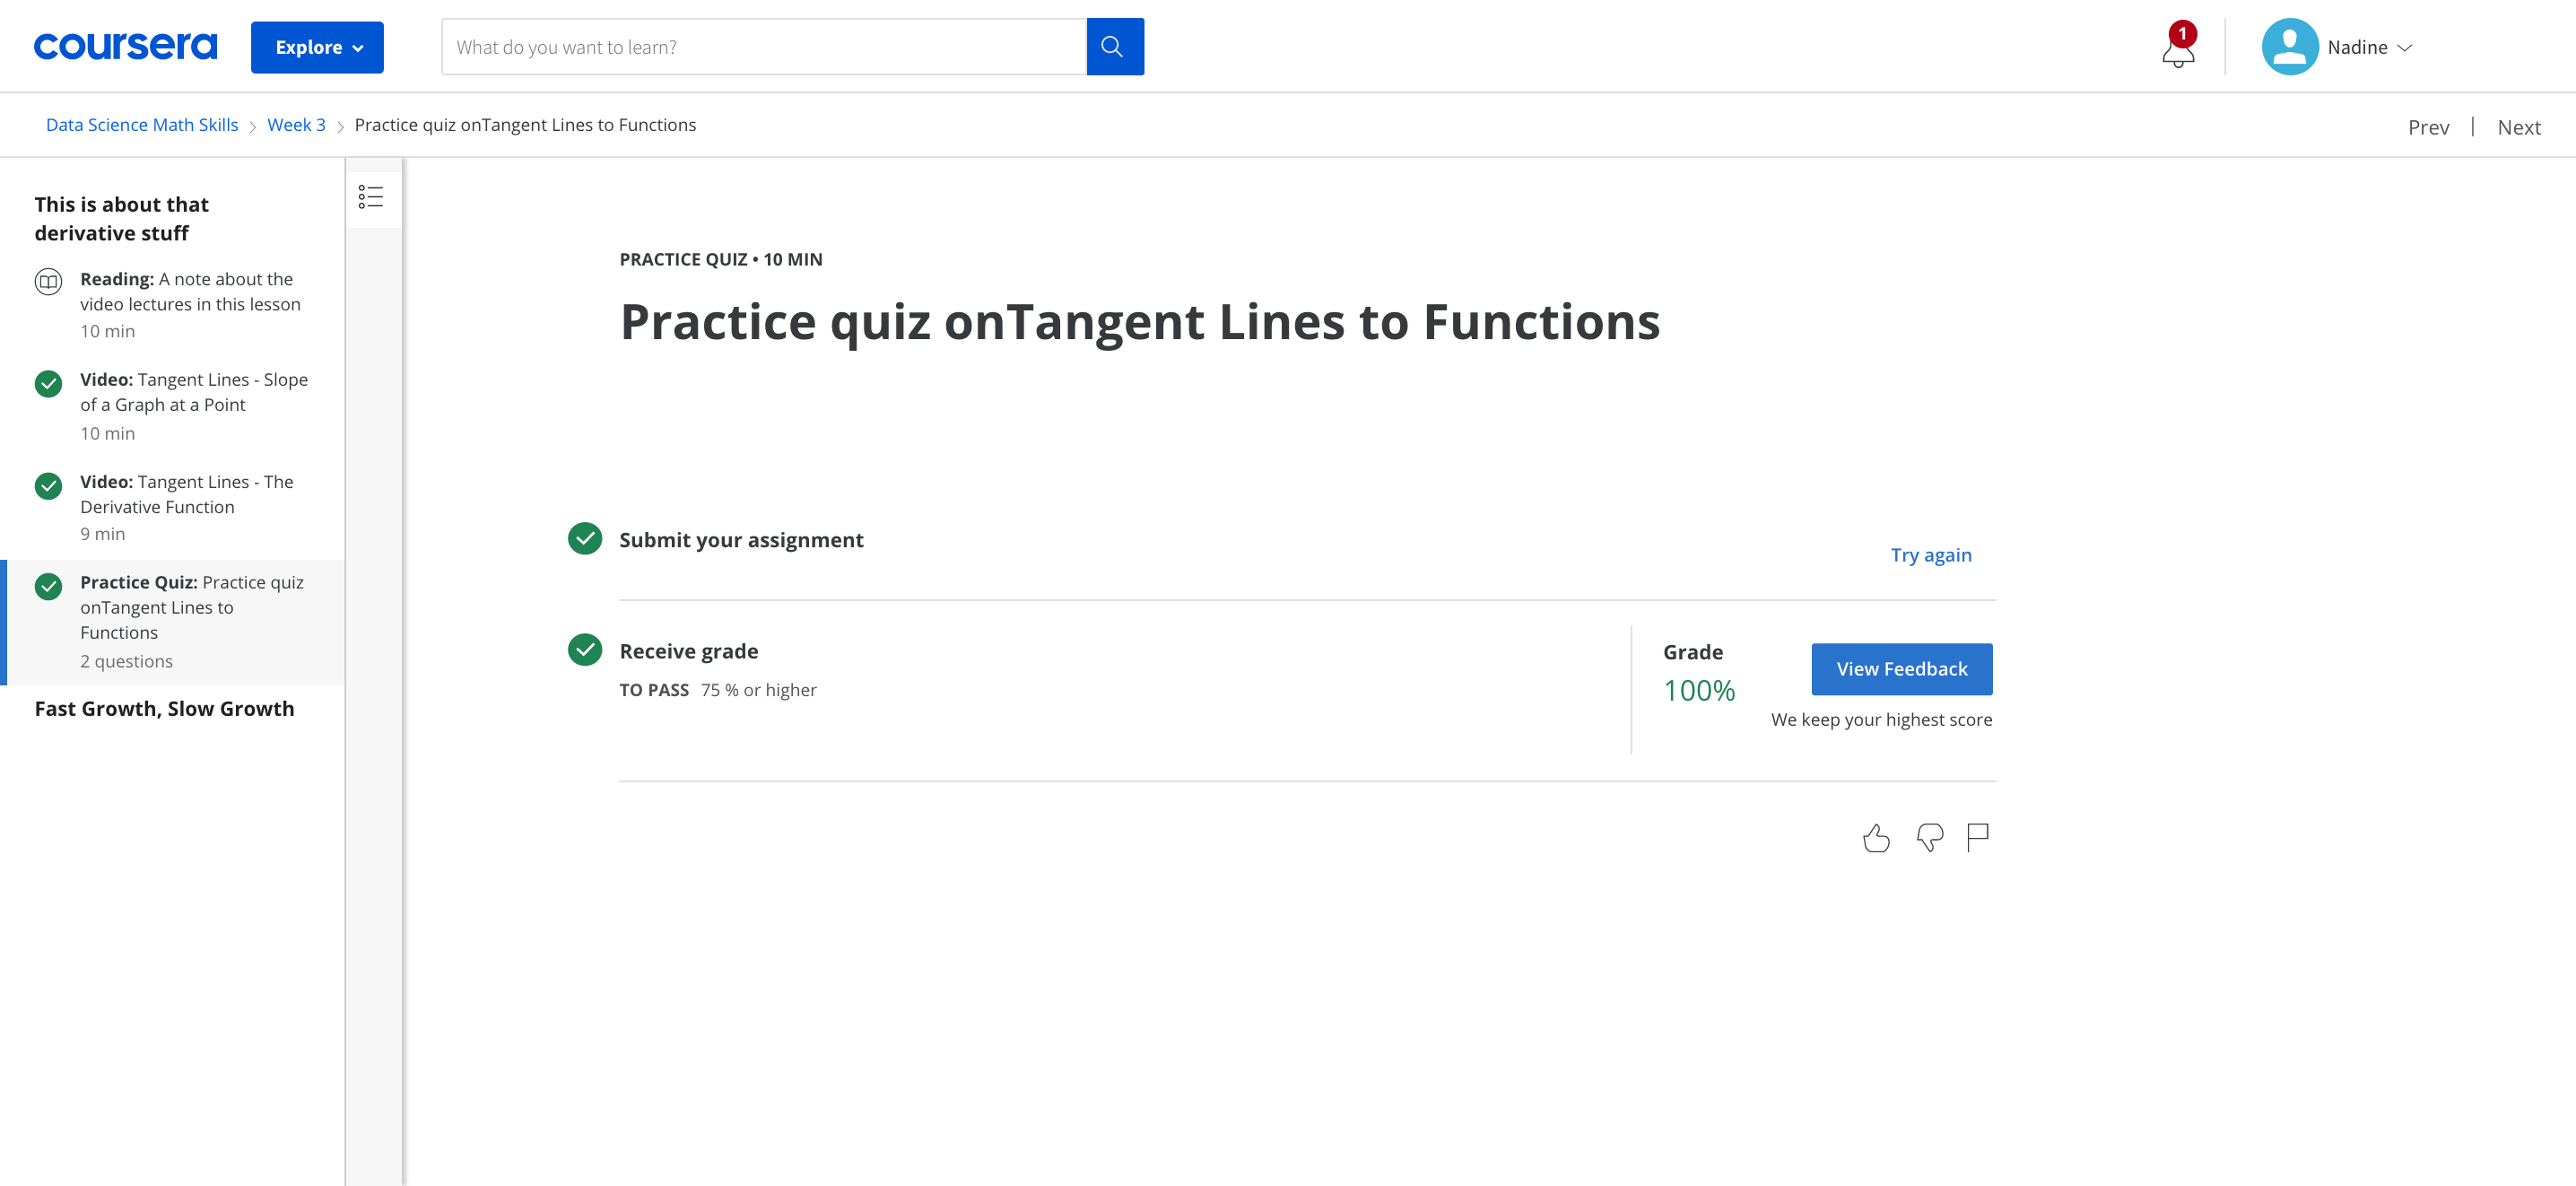 coursera
Explore
What do you want to learn?
1
Nadine
Data Science Math Skills
Week 3
Practice quiz onTangent Lines to Functions
Prev
Next
This is about that
derivative stuff
Reading: A note about the
video lectures in this lesson
10 min
Video: Tangent Lines - Slope
of a Graph at a Point
10 min
Video: Tangent Lines - The
Derivative Function
9 min
Practice Quiz: Practice quiz
onTangent Lines to
Functions
2 questions
Fast Growth, Slow Growth
PRACTICE QUIZ • 10 MIN
Practice quiz onTangent Lines to Functions
Submit your assignment
Try again
Receive grade
TO PASS 75 % or higher
Grade
100%
View Feedback
We keep your highest score